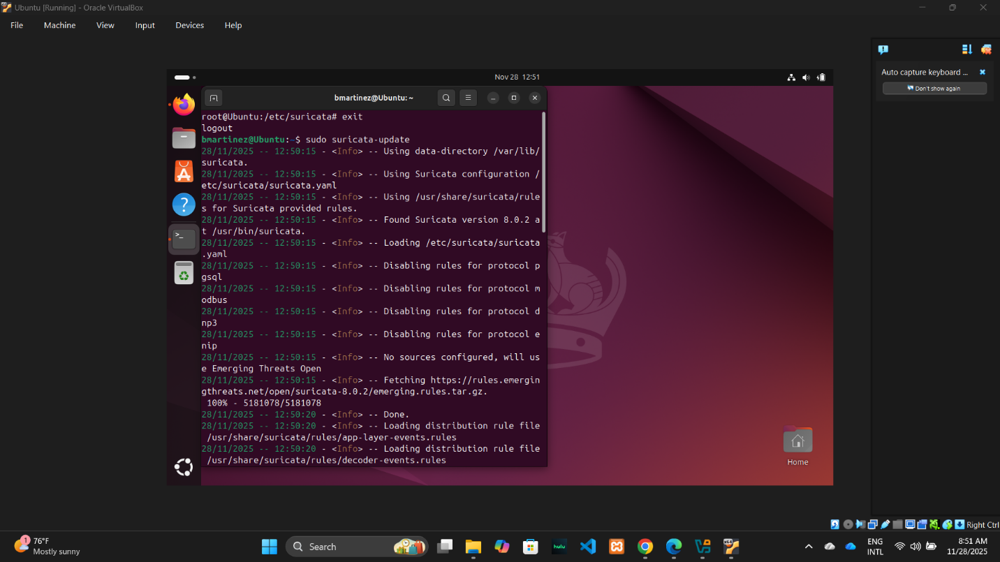 Ubuntu [Running] - Oracle VirtualBox
File Machine View Input Devices Help
Auto capture keyboard ...
Don't show again
Nov 28 12:51
bmartinez@Ubuntu: ~
root@Ubuntu:/etc/suricata# exit
logout
bmartinez@Ubuntu:~$ sudo suricata-update
28/11/2025 -- 12:50:15 - <Info> -- Using data-directory /var/lib/
suricata.
28/11/2025 -- 12:50:15 - <Info> -- Using Suricata configuration /
etc/suricata/suricata.yaml
28/11/2025 -- 12:50:15 - <Info> -- Using /usr/share/suricata/rule
s for Suricata provided rules.
28/11/2025 -- 12:50:15 - <Info> -- Found Suricata version 8.0.2 a
t /usr/bin/suricata.
28/11/2025 -- 12:50:15 - <Info> -- Loading /etc/suricata/suricata
.yaml
28/11/2025 -- 12:50:15 - <Info> -- Disabling rules for protocol p
gsql
28/11/2025 -- 12:50:15 - <Info> -- Disabling rules for protocol m
odbus
28/11/2025 -- 12:50:15 - <Info> -- Disabling rules for protocol d
np3
28/11/2025 -- 12:50:15 - <Info> -- Disabling rules for protocol e
nip
28/11/2025 -- 12:50:15 - <Info> -- No sources configured, will us
e Emerging Threats Open
28/11/2025 -- 12:50:15 - <Info> -- Fetching https://rules.emergin
gthreats.net/open/suricata-8.0.2/emerging.rules.tar.gz.
100% - 5181078/5181078
28/11/2025 -- 12:50:20 - <Info> -- Done.
28/11/2025 -- 12:50:20 - <Info> -- Loading distribution rule file
/usr/share/suricata/rules/app-layer-events.rules
28/11/2025 -- 12:50:20 - <Info> -- Loading distribution rule file
/usr/share/suricata/rules/decoder-events.rules
Home
Right Ctrl
1
76°F
Mostly sunny
Search
hulu
ENG
INTL
8:51 AM
11/28/2025